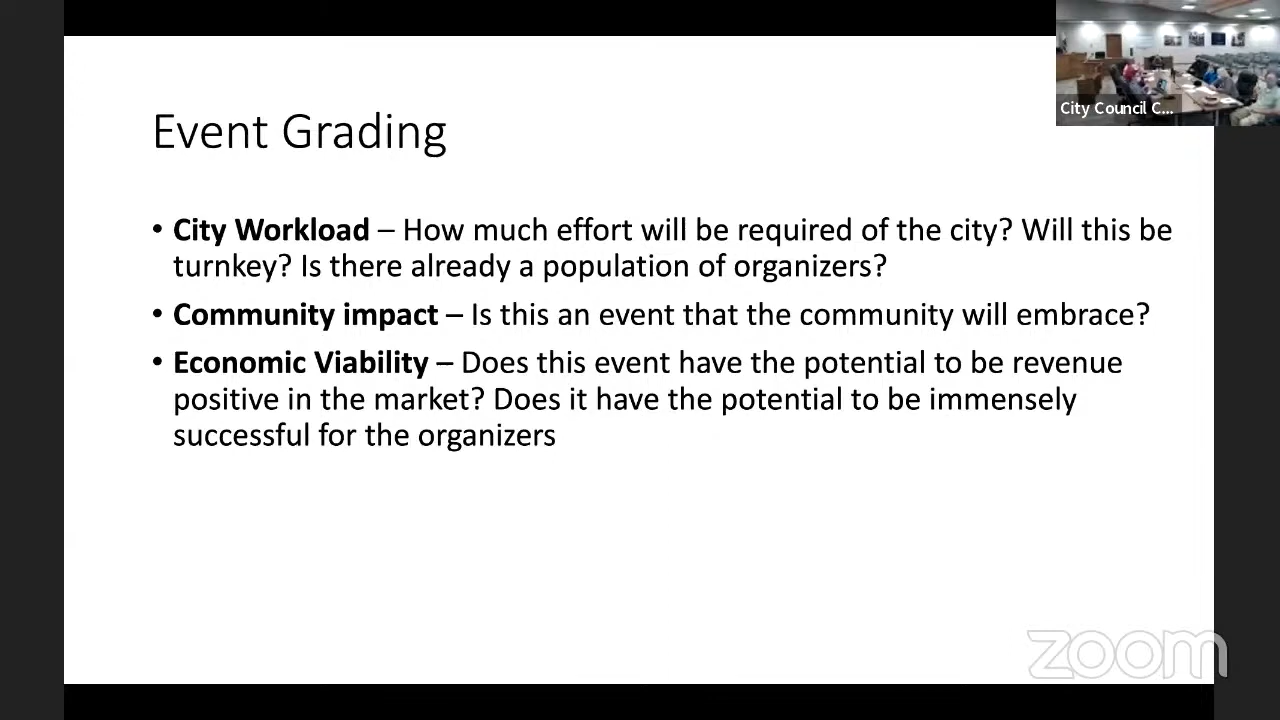 City Council C...
Event Grading
• City Workload – How much effort will be required of the city? Will this be
turnkey? Is there already a population of organizers?
• Community impact – Is this an event that the community will embrace?
• Economic Viability – Does this event have the potential to be revenue
positive in the market? Does it have the potential to be immensely
successful for the organizers
zoom